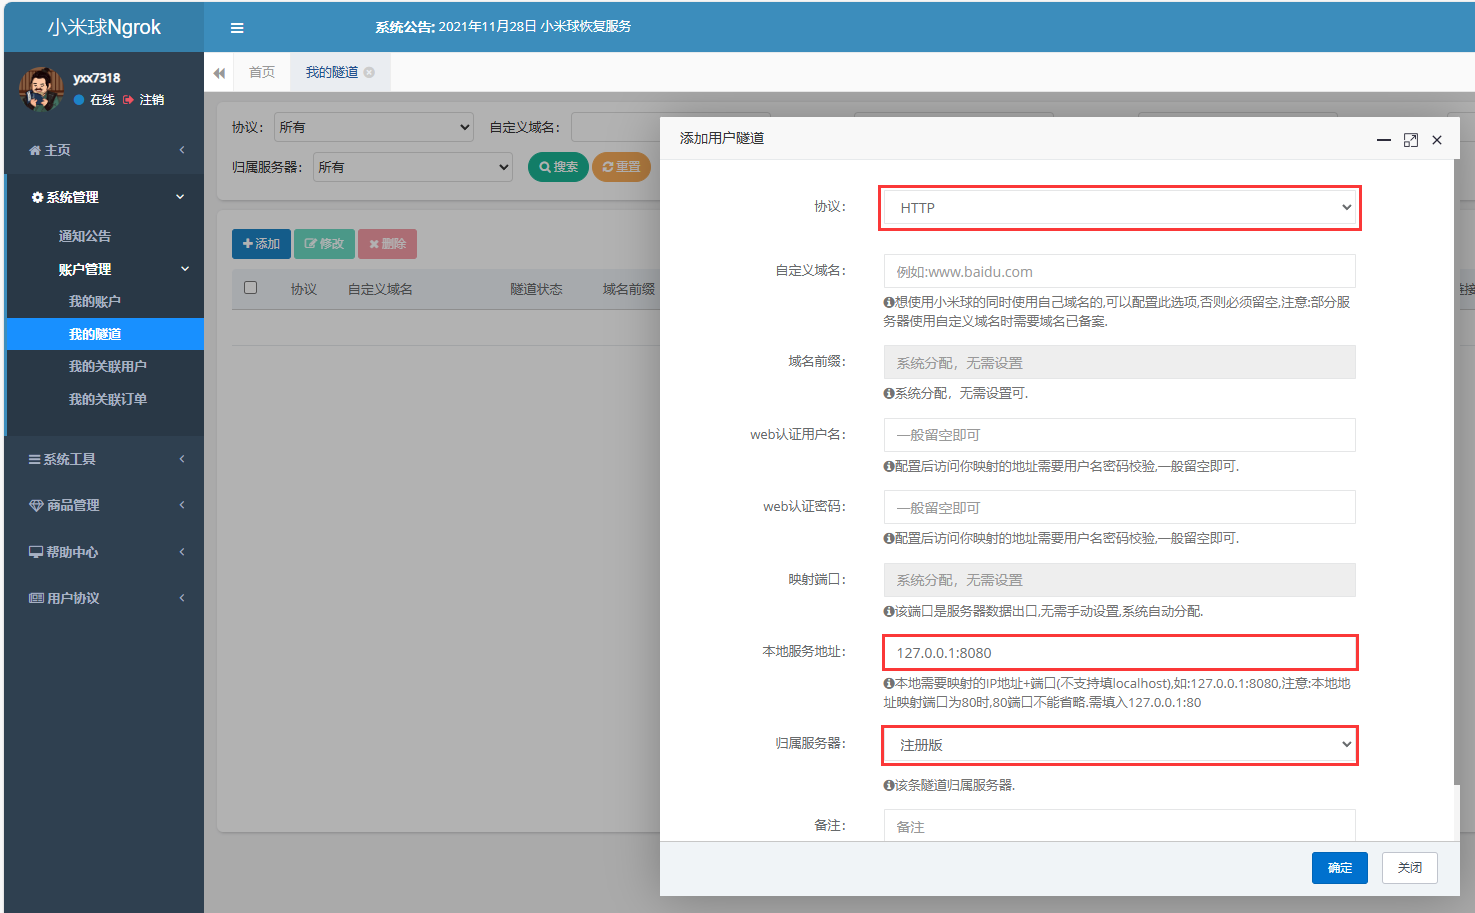 小米球Ngrok
系统公告: 2021年11月28日 小米球恢复服务
yxx7318
在线 注销
首页
我的隧道
主页
系统管理
通知公告
账户管理
我的账户
我的隧道
我的关联用户
我的关联订单
系统工具
商品管理
帮助中心
用户协议
协议： 所有
自定义域名：
归属服务器： 所有
搜索
重置
添加
修改
删除
协议 自定义域名 隧道状态 域名前缀
添加用户隧道
协议： HTTP
自定义域名： 例如:www.baidu.com
想使用小米球的同时使用自己域名的,可以配置此选项,否则必须留空,注意:部分服
务器使用自定义域名时需要域名已备案.
域名前缀： 系统分配，无需设置
系统分配，无需设置可.
web认证用户名： 一般留空即可
配置后访问你映射的地址需要用户名密码校验,一般留空即可.
web认证密码： 一般留空即可
配置后访问你映射的地址需要用户名密码校验,一般留空即可.
映射端口： 系统分配，无需设置
该端口是服务器数据出口,无需手动设置,系统自动分配.
本地服务地址： 127.0.0.1:8080
本地需要映射的IP地址+端口(不支持填localhost),如:127.0.0.1:8080,注意:本地地
址映射端口为80时,80端口不能省略.需填入127.0.0.1:80
归属服务器： 注册版
该条隧道归属服务器.
备注： 备注
确定
关闭